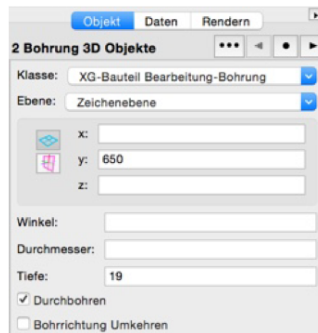 Objekt Daten Rendern
2 Bohrung 3D Objekte
Klasse: XG-Bauteil Bearbeitung-Bohrung
Ebene: Zeichenebene
x:
y: 650
z:
Winkel:
Durchmesser:
Tiefe: 19
Durchbohren
Bohrrichtung Umkehren